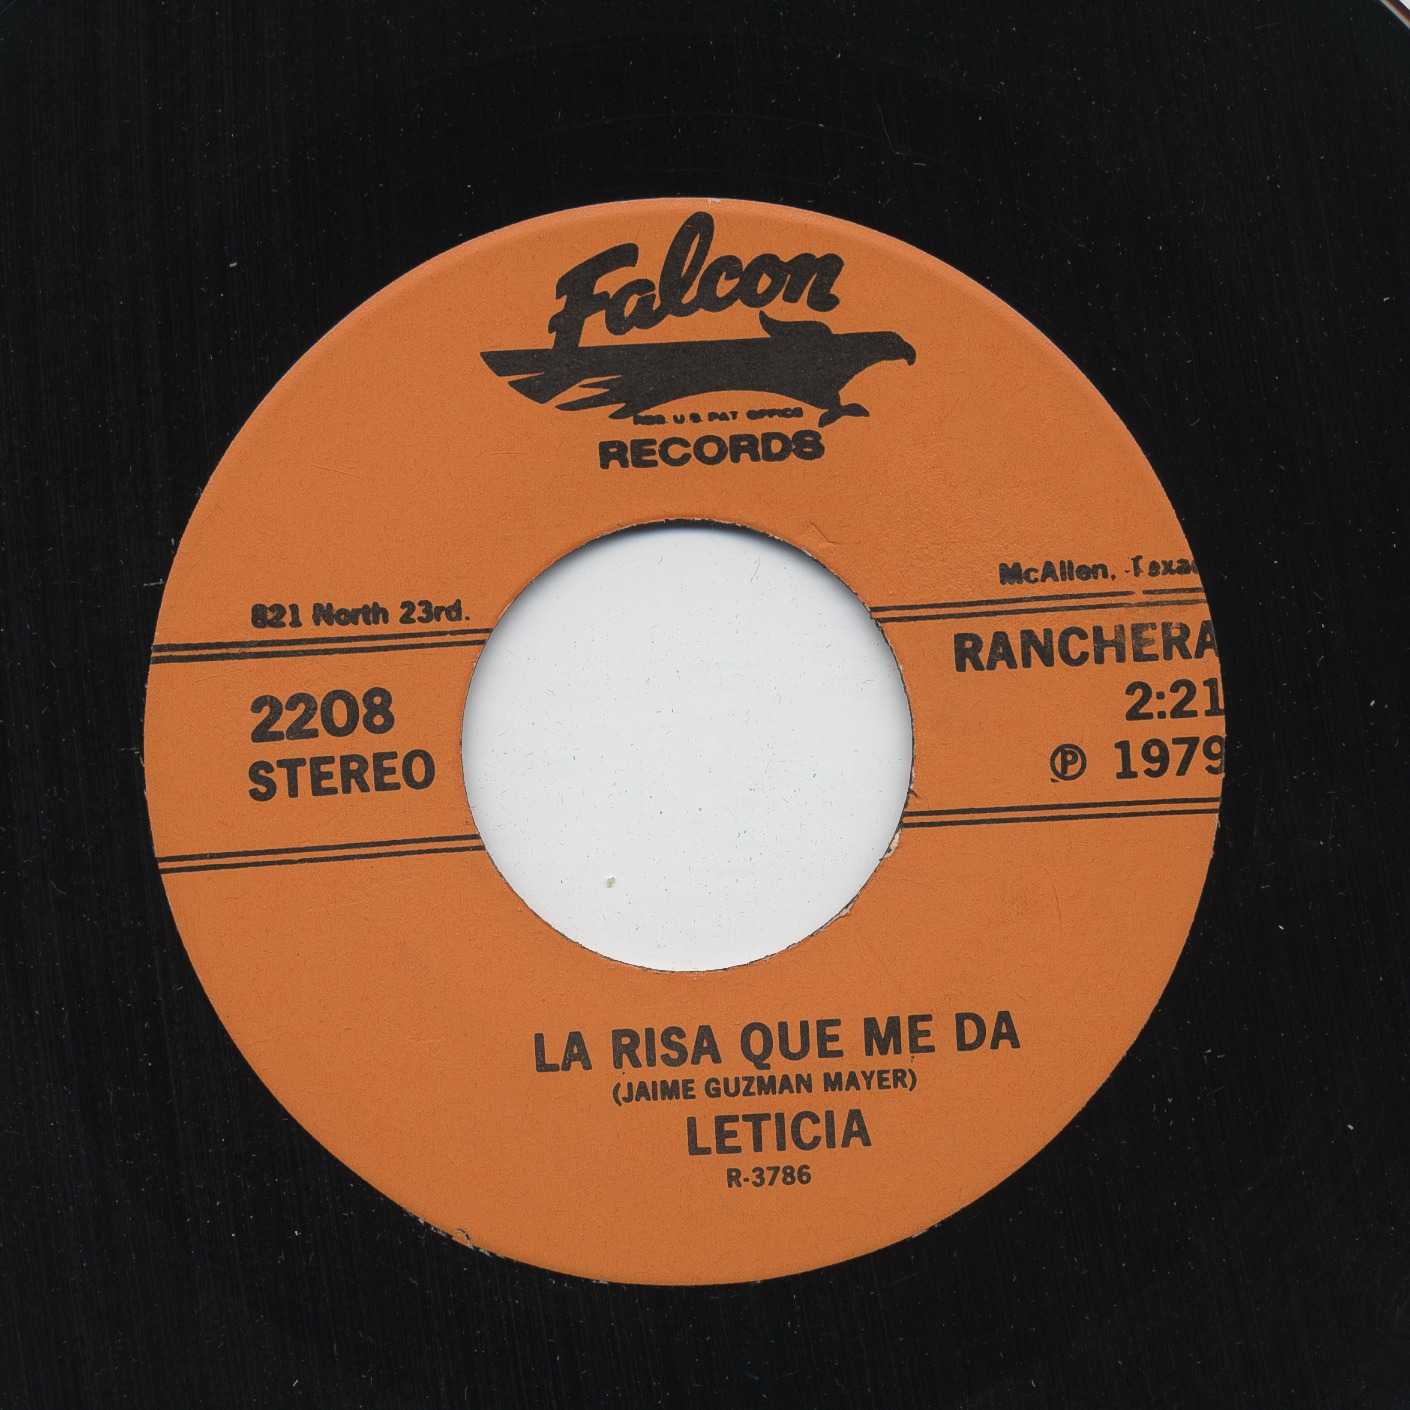 Falcon
REG. U.S. PAT OFFICE
RECORDS
821 North 23rd.
McAllen, Texas
2208
STEREO
RANCHERA
2:21
℗ 1979
LA RISA QUE ME DA
(JAIME GUZMAN MAYER)
LETICIA
R-3786